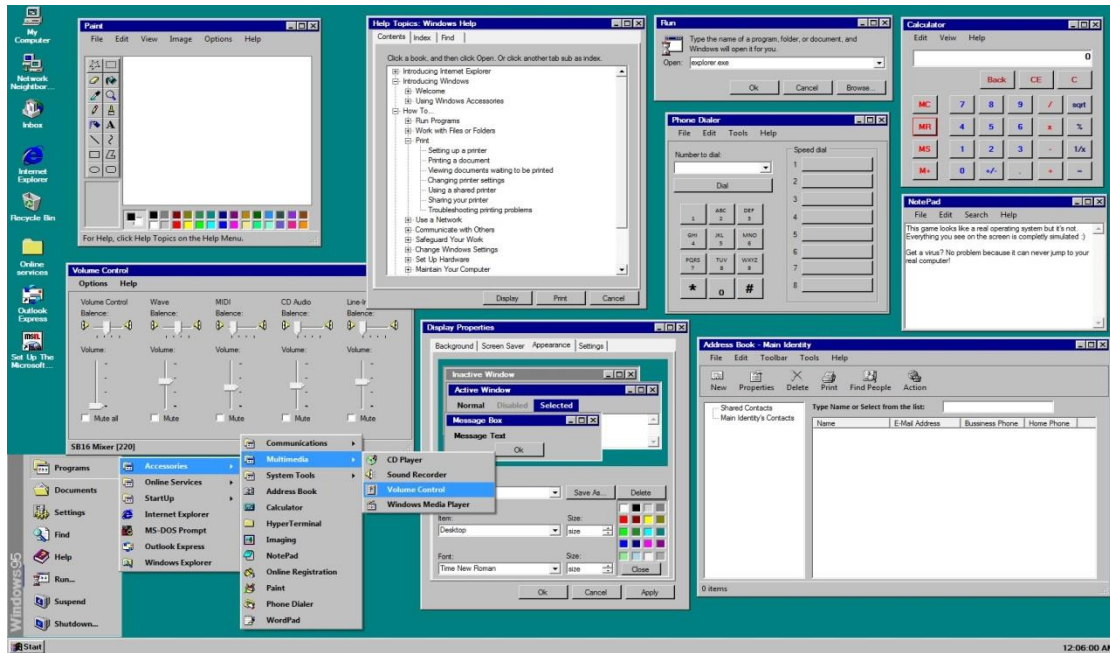 My
Computer
Network
Neightbor...
Inbox
Internet
Explorer
Recycle Bin
Online
services
Outlook
Express
MSN.
Set Up The
Microsoft...
Paint
File Edit View Image Options Help
A
For Help, click Help Topics on the Help Menu.
Help Topics: Windows Help
Contents Index Find
Click a book, and then click Open. Or click another tab sub as index.
Introducing Internet Explorer
Introducing Windows
Welcome
Using Windows Accessories
How To...
Run Programs
Work with Files or Folders
Print
Setting up a printer
Printing a document
Viewing documents waiting to be printed
Changing printer settings
Using a shared printer
Sharing your printer
Troubleshooting printing problems
Use a Network
Communicate with Others
Safeguard Your Work
Change Windows Settings
Set Up Hardware
Maintain Your Computer
Display Print Cancel
Run
Type the name of a program, folder, or document, and
Windows will open it for you.
Open: explorer.exe
Ok Cancel Browse...
Calculator
Edit Veiw Help
0
Back CE C
MC 7 8 9 / sqrt
MR 4 5 6 x %
MS 1 2 3 - 1/x
M+ 0 +/- . + =
Phone Dialer
File Edit Tools Help
Number to dial:
Dial
Speed dial
1
2
3
4
5
6
7
8
ABC DEF
1 2 3
GHI JKL MNO
4 5 6
PQRS TUV WXYZ
7 8 9
* 0 #
NotePad
File Edit Search Help
This game looks like a real operating system but it's not.
Everything you see on the screen is completly simulated :)
Get a virus? No problem because it can never jump to your
real computer!
Volume Control
Options Help
Volume Control Wave MIDI CD Audio Line-In
Balence: Balence: Balence: Balence: Balence:
Volume: Volume: Volume: Volume: Volume:
Mute all Mute Mute Mute Mute
SB16 Mixer [220]
Display Properties
Background Screen Saver Appearance Settings
Inactive Window
Active Window
Normal Disabled Selected
Message Box
Message Text
Ok
Save As... Delete
Item: Size:
Desktop size
Font: Size:
Time New Roman size
Close
Ok Cancel Apply
Address Book - Main Identity
File Edit Toolbar Tools Help
New Properties Delete Print Find People Action
Shared Contacts
Main Identity's Contacts
Type Name or Select from the list:
Name E-Mail Address Bussiness Phone Home Phone
0 items
Windows95
Programs
Documents
Settings
Find
Help
Run...
Suspend
Shutdown...
Accessories
Online Services
StartUp
Internet Explorer
MS-DOS Prompt
Outlook Express
Windows Explorer
Communications
Multimedia
System Tools
Address Book
Calculator
HyperTerminal
Imaging
NotePad
Online Registration
Paint
Phone Dialer
WordPad
CD Player
Sound Recorder
Volume Control
Windows Media Player
Start
12:06:00 AM